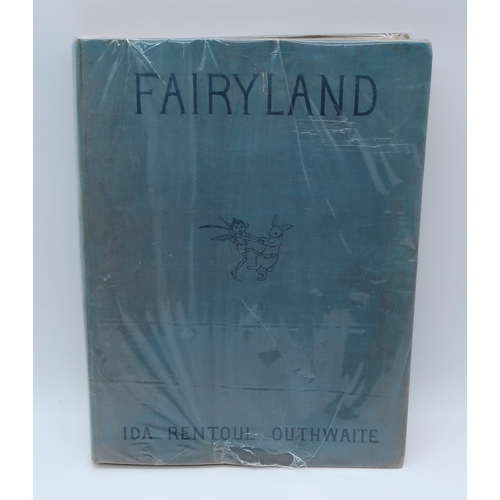 FAIRYLAND
IDA RENTOUL OUTHWAITE